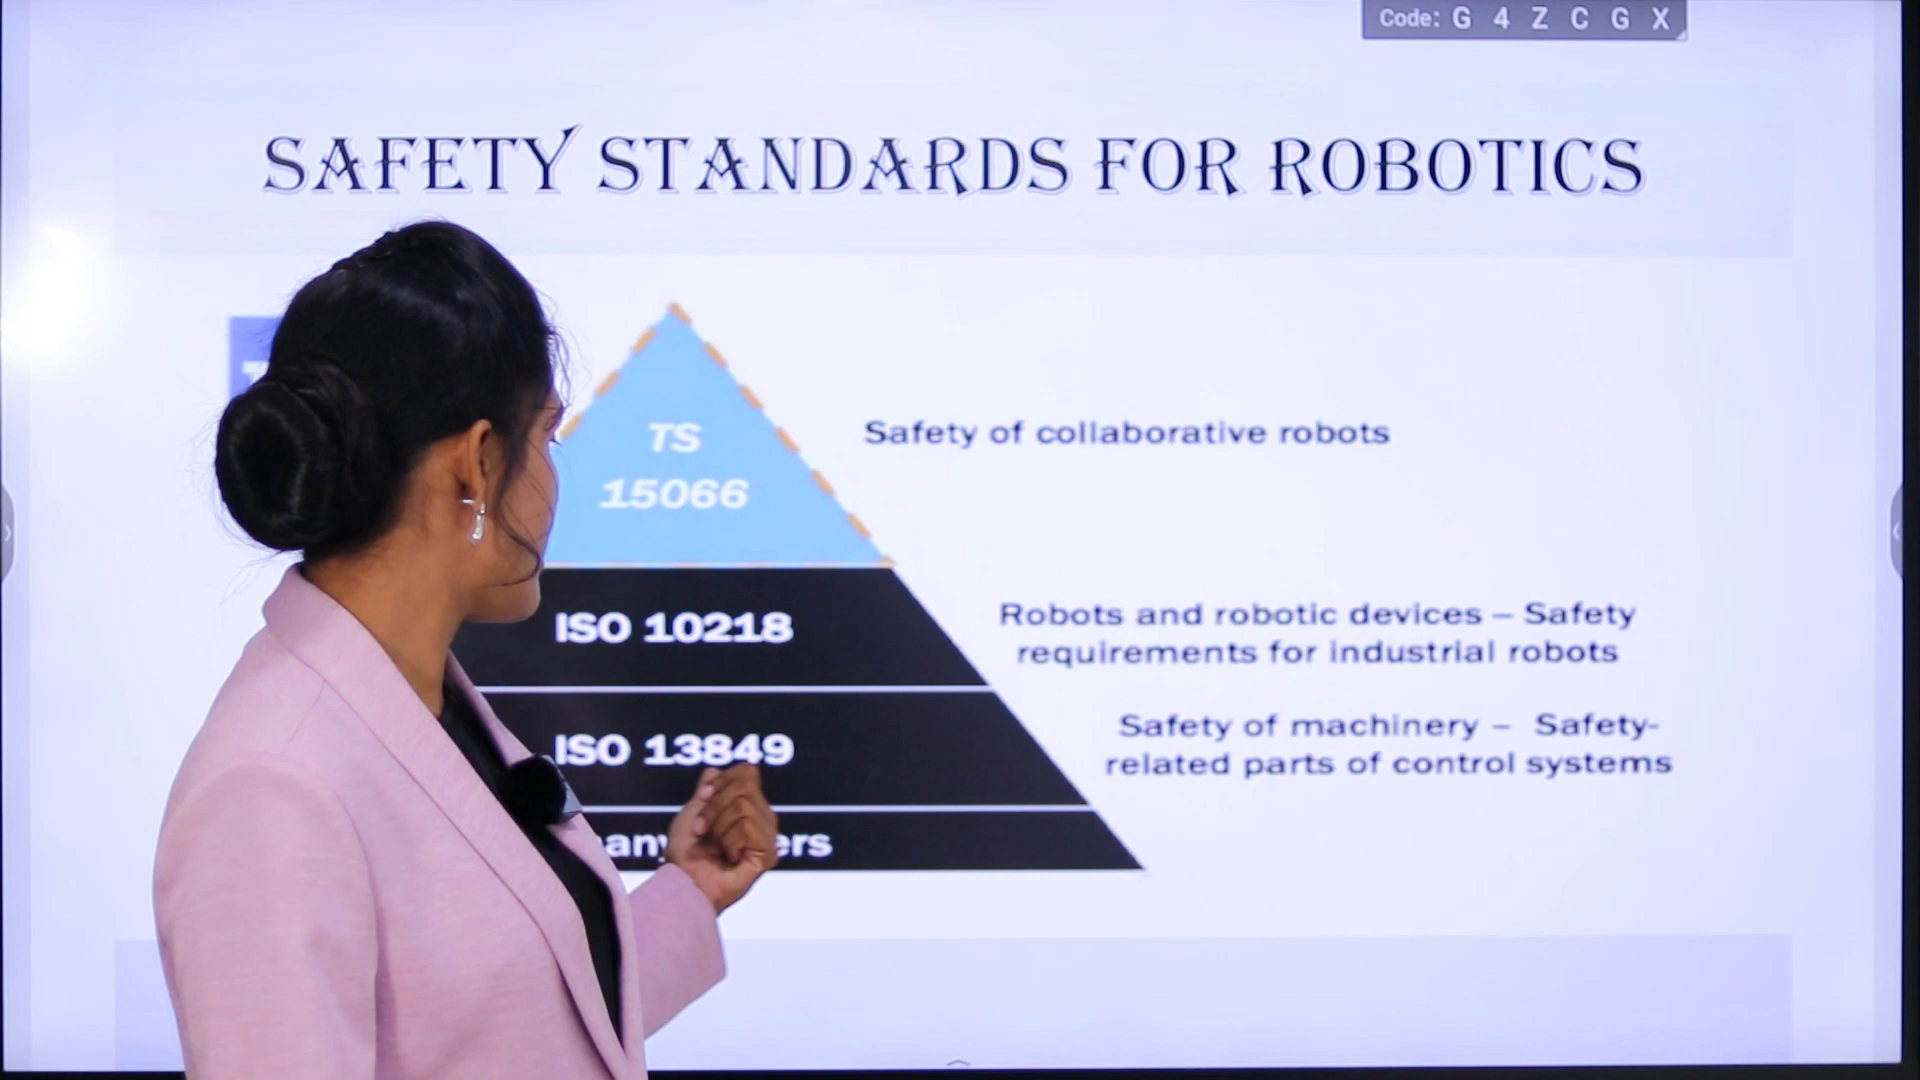 Code: G 4 Z C G X
SAFETY STANDARDS FOR ROBOTICS
TS
15066
Safety of collaborative robots
ISO 10218
Robots and robotic devices – Safety
requirements for industrial robots
ISO 13849
Safety of machinery – Safety-
related parts of control systems